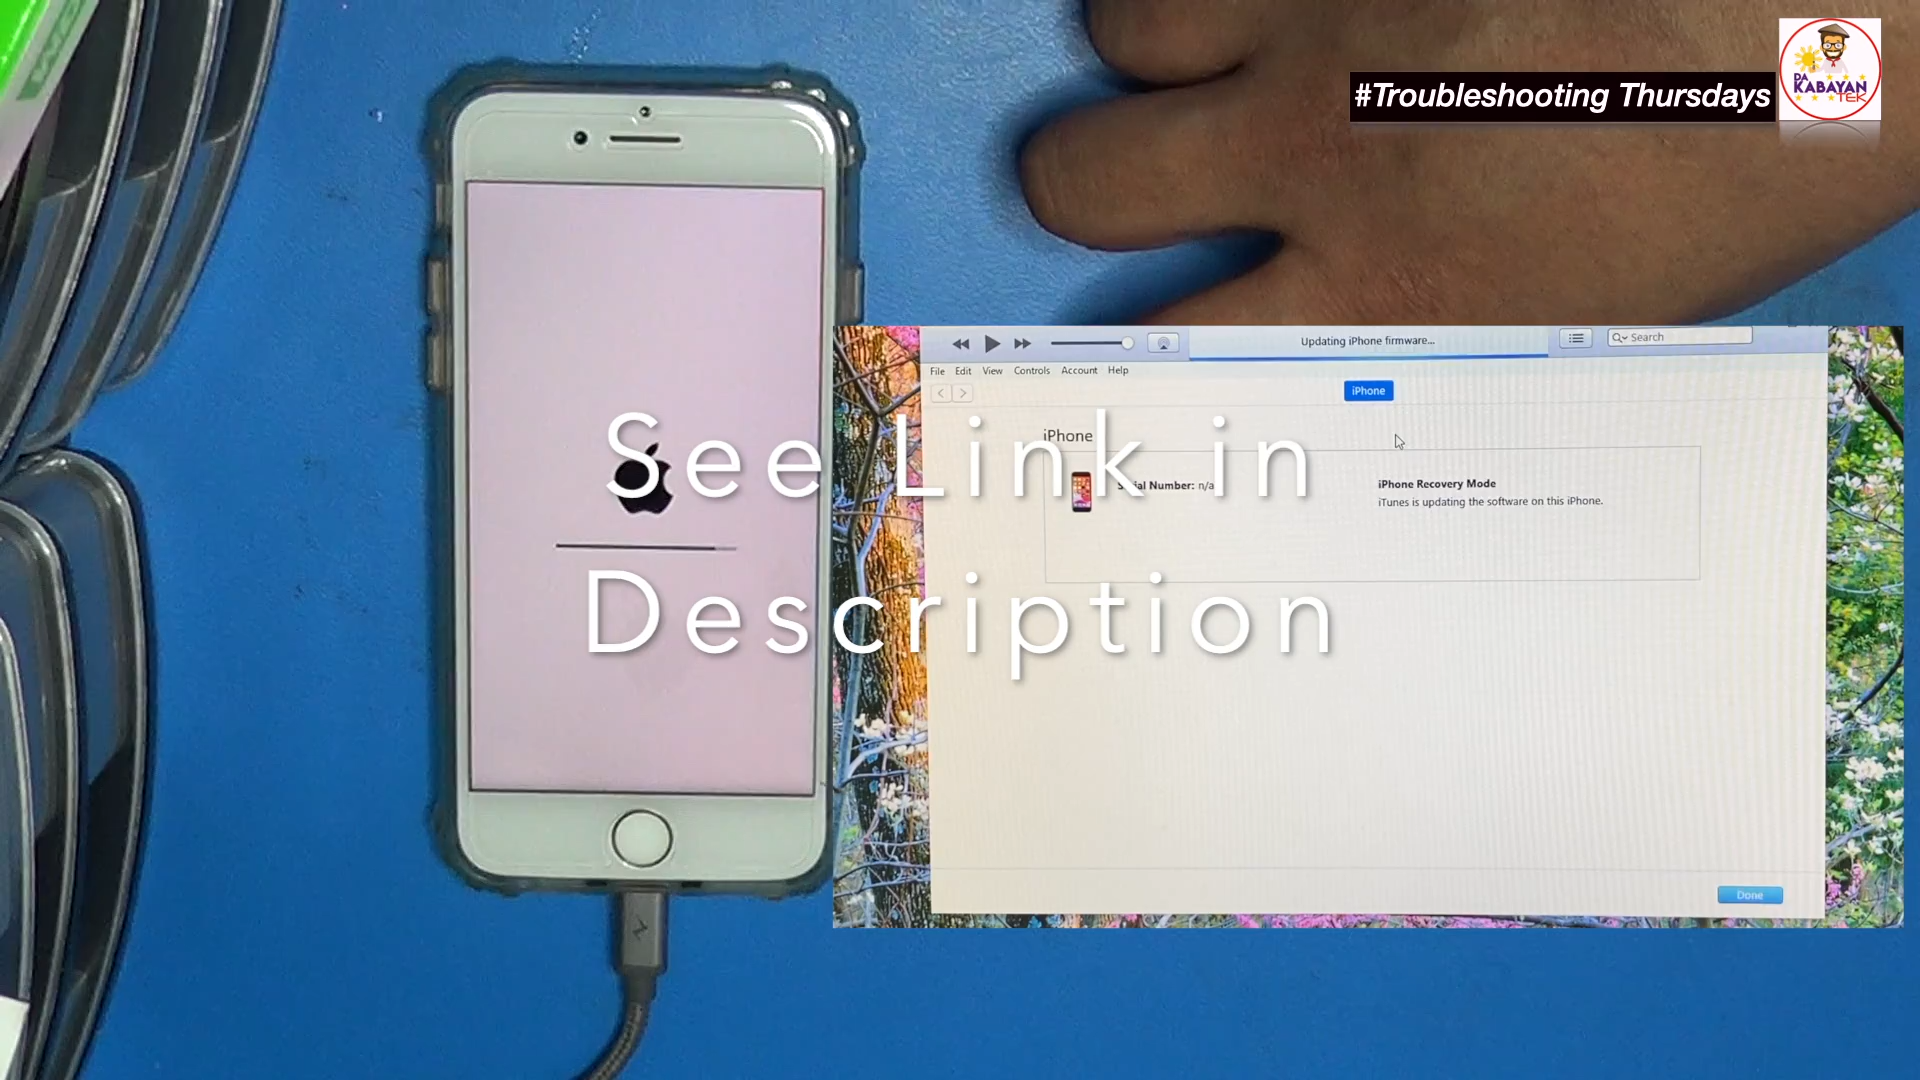 #Troubleshooting Thursdays
PA
KABAYAN
TEK
Updating iPhone firmware...
Search
File Edit View Controls Account Help
iPhone
iPhone
Serial Number: n/a
iPhone Recovery Mode
iTunes is updating the software on this iPhone.
See Link in
Description
Done